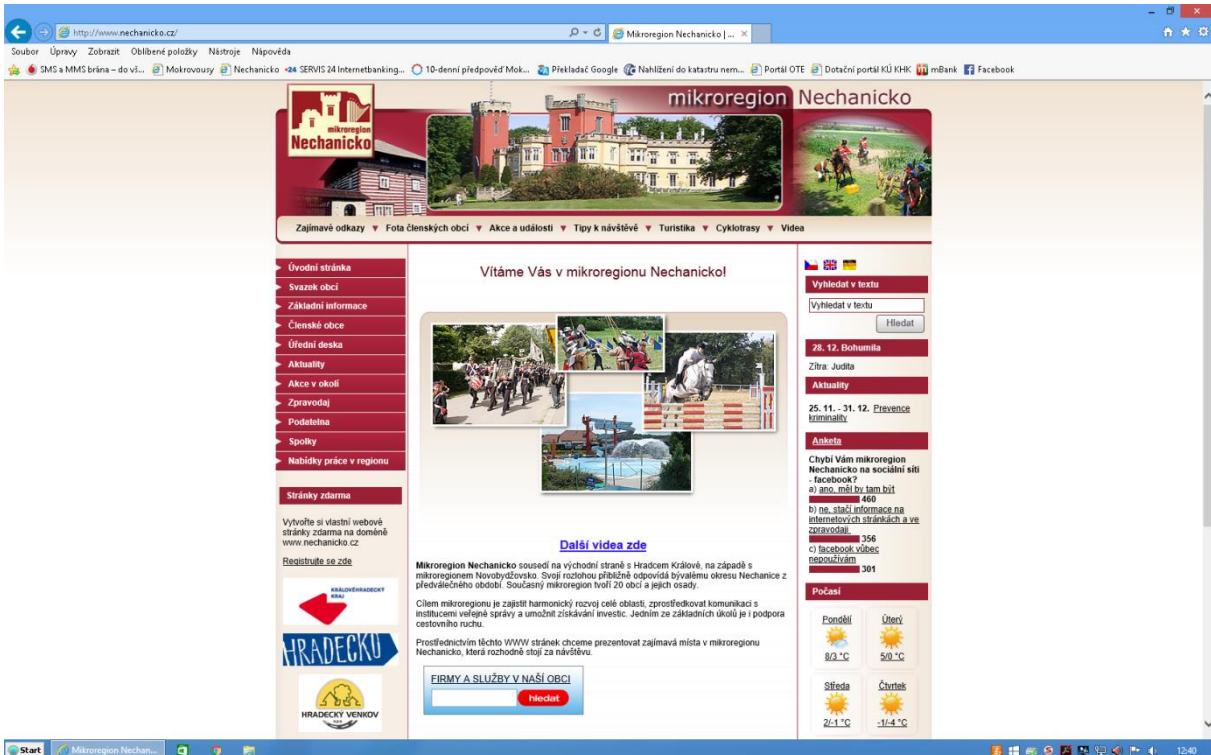 http://www.nechanicko.cz/
Mikroregion Nechanicko | ...
Soubor Úpravy Zobrazit Oblíbené položky Nástroje Nápověda
SMS a MMS brána – do vš... Mokrovousy Nechanicko SERVIS 24 Internetbanking... 10-denní předpověď Mok... Překladač Google Nahlížení do katastru nem... Portál OTE Dotační portál KÚ KHK mBank Facebook
mikroregion Nechanicko
mikroregion
Nechanicko
Zajímavé odkazy Fota členských obcí Akce a události Tipy k návštěvě Turistika Cyklotrasy Videa
Úvodní stránka
Svazek obcí
Základní informace
Členské obce
Úřední deska
Aktuality
Akce v okolí
Zpravodaj
Podatelna
Spolky
Nabídky práce v regionu
Stránky zdarma
Vytvořte si vlastní webové
stránky zdarma na doméně
www.nechanicko.cz
Registrujte se zde
KRÁLOVÉHRADECKÝ
KRAJ
HRADECKO
HRADECKÝ VENKOV
Vítáme Vás v mikroregionu Nechanicko!
Další videa zde
Mikroregion Nechanicko sousedí na východní straně s Hradcem Králové, na západě s
mikroregionem Novobydžovsko. Svojí rozlohou přibližně odpovídá bývalému okresu Nechanice z
předválečného období. Současný mikroregion tvoří 20 obcí a jejich osady.
Cílem mikroregionu je zajistit harmonický rozvoj celé oblasti, zprostředkovat komunikaci s
institucemi veřejné správy a umožnit získávání investic. Jedním ze základních úkolů je i podpora
cestovního ruchu.
Prostřednictvím těchto WWW stránek chceme prezentovat zajímavá místa v mikroregionu
Nechanicko, která rozhodně stojí za návštěvu.
FIRMY A SLUŽBY V NAŠÍ OBCI
hledat
Vyhledat v textu
Vyhledat v textu
Hledat
28. 12. Bohumila
Zítra: Judita
Aktuality
25. 11. - 31. 12. Prevence
kriminality
Anketa
Chybí Vám mikroregion
Nechanicko na sociální síti
- facebook?
a) ano, měl by tam být
460
b) ne, stačí informace na
internetových stránkách a ve
zpravodaji
356
c) facebook vůbec
nepoužívám
301
Počasí
Pondělí Úterý
8/3 °C 5/0 °C
Středa Čtvrtek
2/-1 °C -1/-4 °C
Start Mikroregion Nechan... 12:40